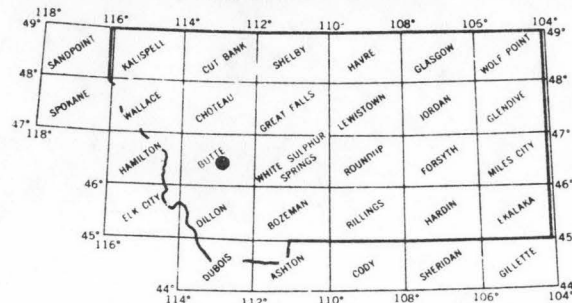 118° 116° 114° 112° 110° 108° 106° 104°
49° SANDPOINT KALISPELL CUT BANK SHELBY HAVRE GLASGOW WOLF POINT 49°
48° SPOKANE WALLACE CHOTEAU GREAT FALLS LEWISTOWN JORDAN GLENDIVE 48°
47° 118° HAMILTON BUTTE WHITE SULPHUR SPRINGS ROUNDUP FORSYTH MILES CITY 47°
46° ELK CITY DILLON BOZEMAN BILLINGS HARDIN EKALAKA 46°
45° 116° DUBOIS ASHTON CODY SHERIDAN GILLETTE 45°
44° 114° 112° 110° 108° 106° 104° 44°